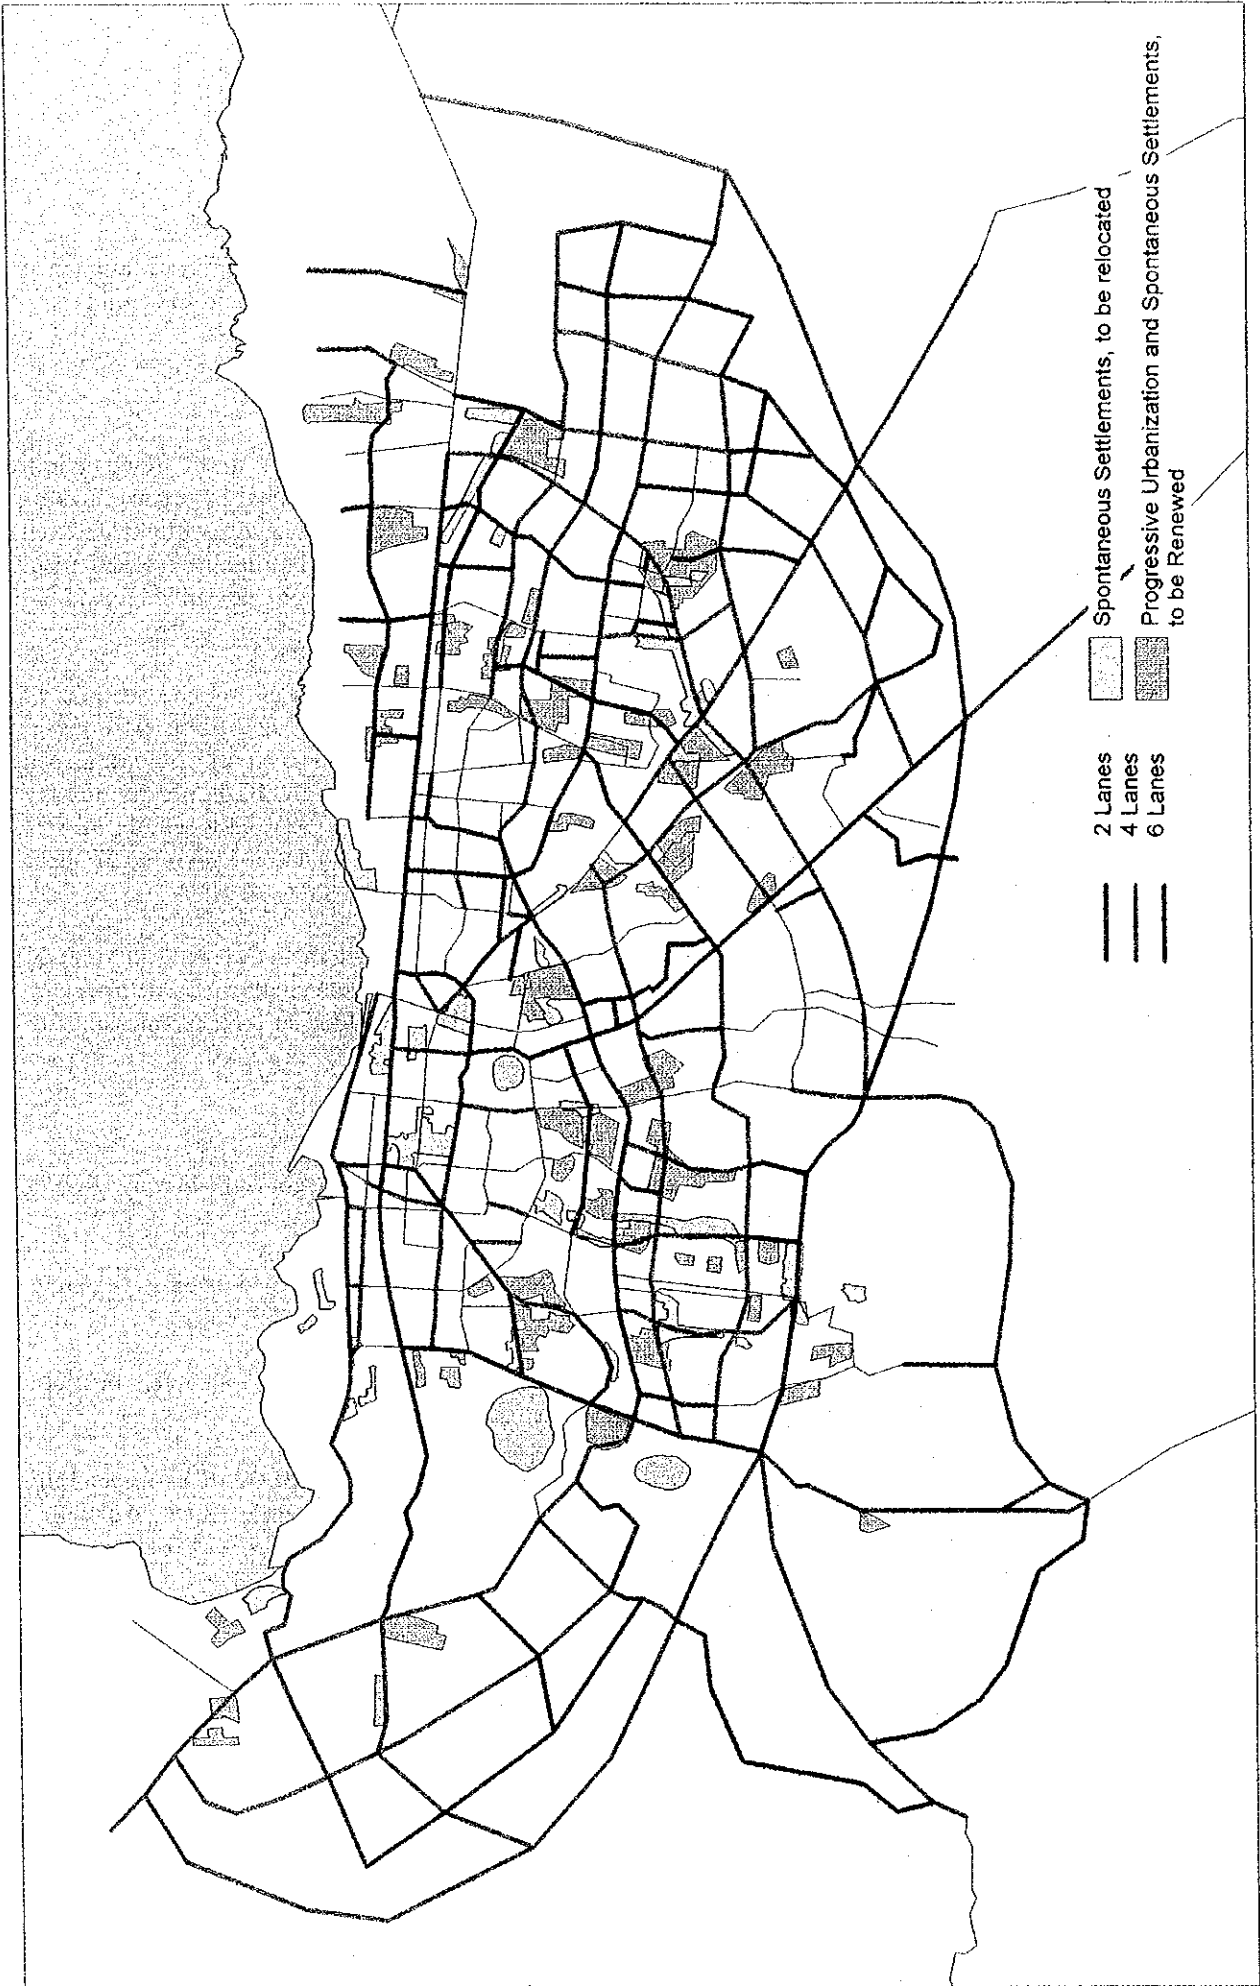 2 Lanes
4 Lanes
6 Lanes
Spontaneous Settlements, to be relocated
Progressive Urbanization and Spontaneous Settlements,
to be Renewed